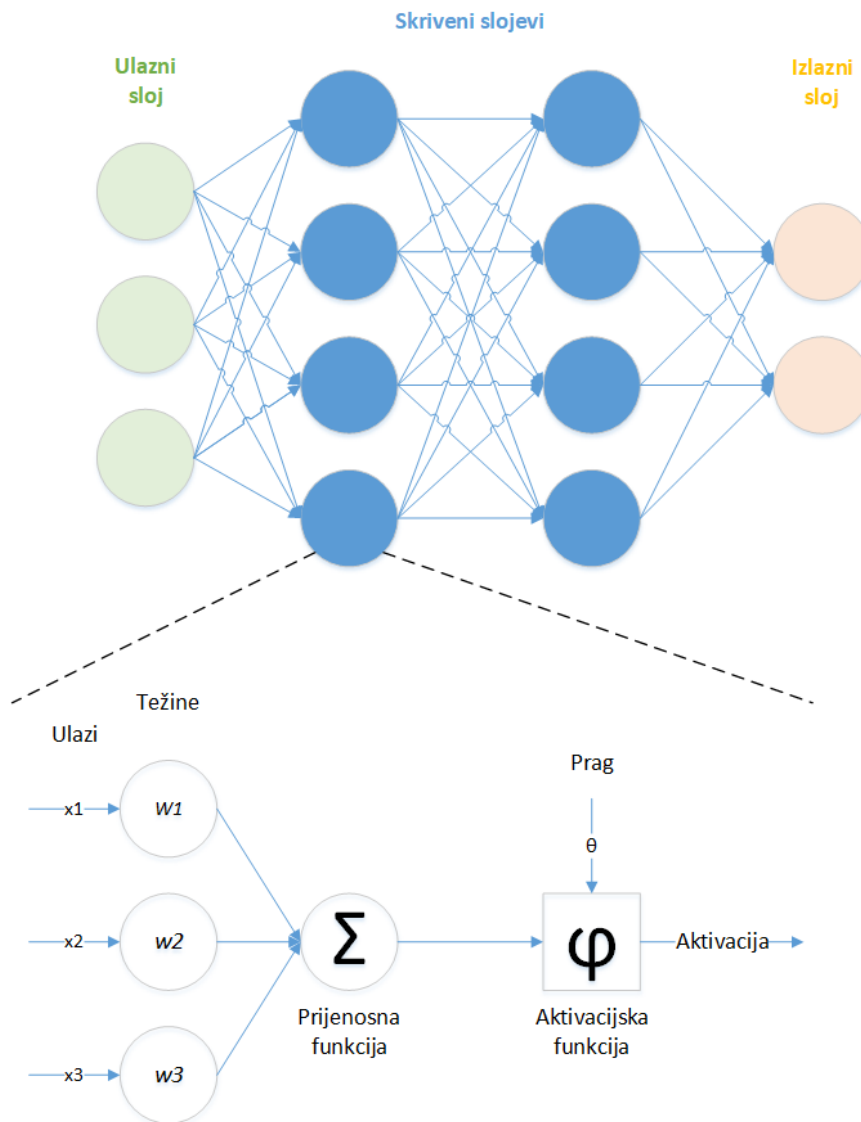 Skriveni slojevi
Ulazni
sloj
Izlazni
sloj
Težine
Ulazi
Prag
x1
W1
θ
x2
w2
Σ
φ
Aktivacija
Prijenosna
funkcija
Aktivacijska
funkcija
x3
w3